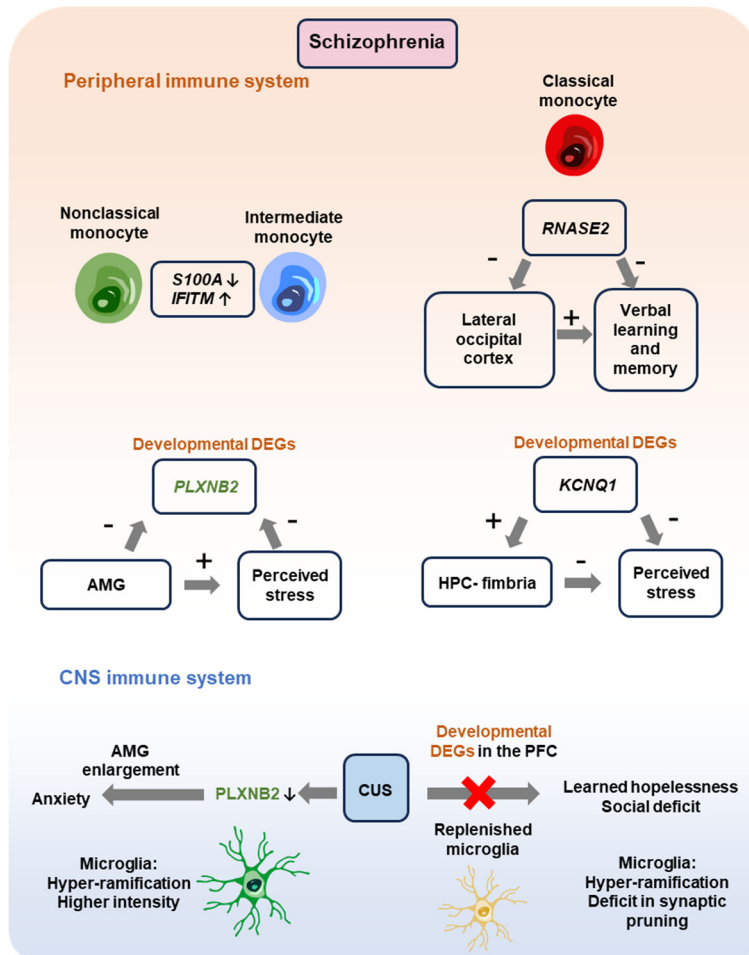 Schizophrenia
Peripheral immune system
Classical
monocyte
Nonclassical
monocyte
Intermediate
monocyte
S100A ↓
IFITM ↑
RNASE2
-
-
Lateral
occipital
cortex
+
Verbal
learning
and
memory
Developmental DEGs
PLXNB2
-
-
AMG
+
Perceived
stress
Developmental DEGs
KCNQ1
+
-
HPC- fimbria
-
Perceived
stress
CNS immune system
AMG
enlargement
Anxiety
PLXNB2 ↓
CUS
Developmental
DEGs in the PFC
Learned hopelessness
Social deficit
Replenished
microglia
Microglia:
Hyper-ramification
Higher intensity
Microglia:
Hyper-ramification
Deficit in synaptic
pruning